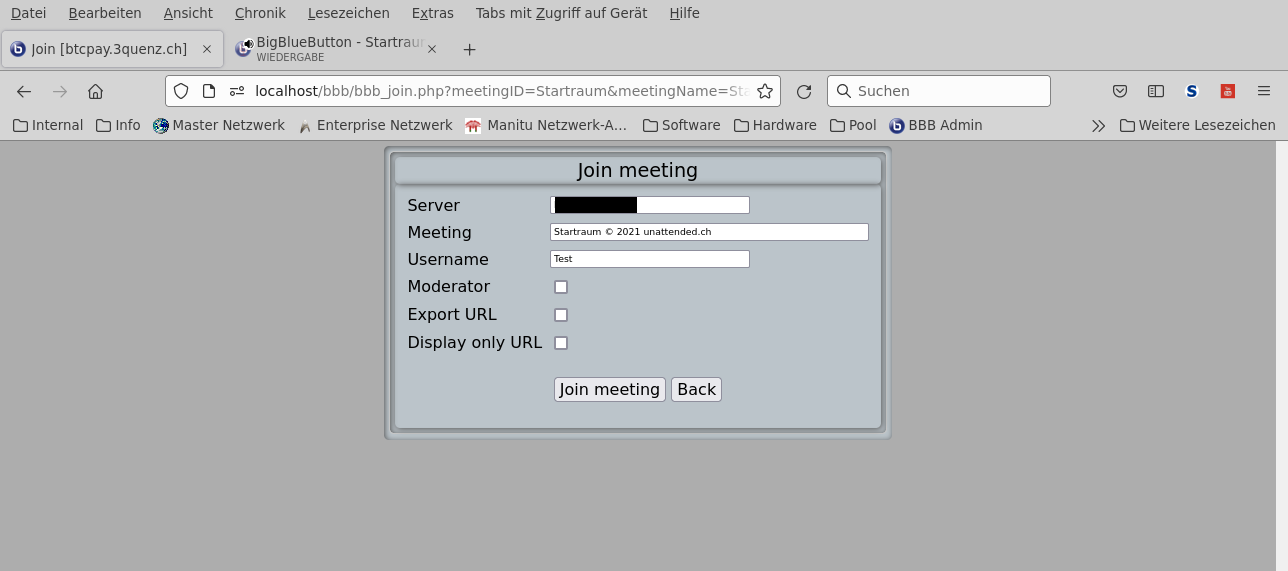 Datei Bearbeiten Ansicht Chronik Lesezeichen Extras Tabs mit Zugriff auf Gerät Hilfe
Join [btcpay.3quenz.ch] BigBlueButton - Startraum
WIEDERGABE
localhost/bbb/bbb_join.php?meetingID=Startraum&meetingName=Sta Suchen
Internal Info Master Netzwerk Enterprise Netzwerk Manitu Netzwerk-A... Software Hardware Pool BBB Admin Weitere Lesezeichen
Join meeting
Server
Meeting Startraum © 2021 unattended.ch
Username Test
Moderator
Export URL
Display only URL
Join meeting Back